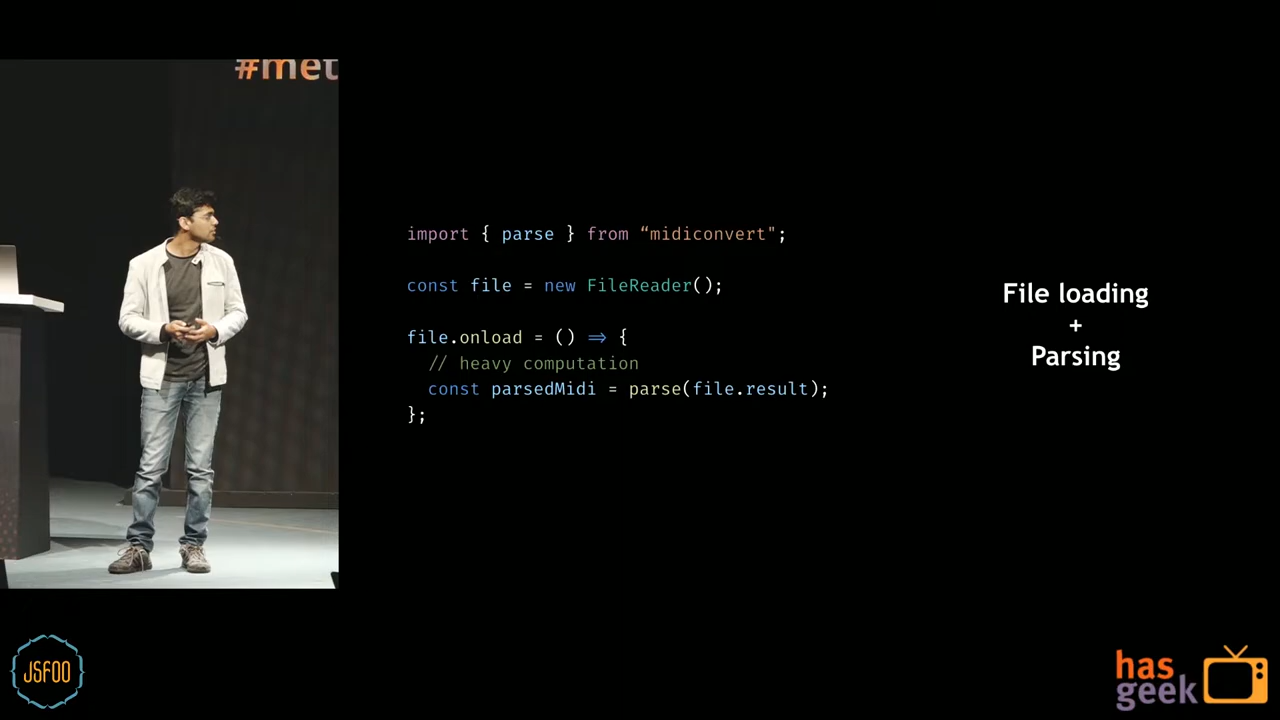 #met
import { parse } from “midiconvert";
const file = new FileReader();
file.onload = () => {
// heavy computation
const parsedMidi = parse(file.result);
};
File loading
+
Parsing
JSFOO
has
geek